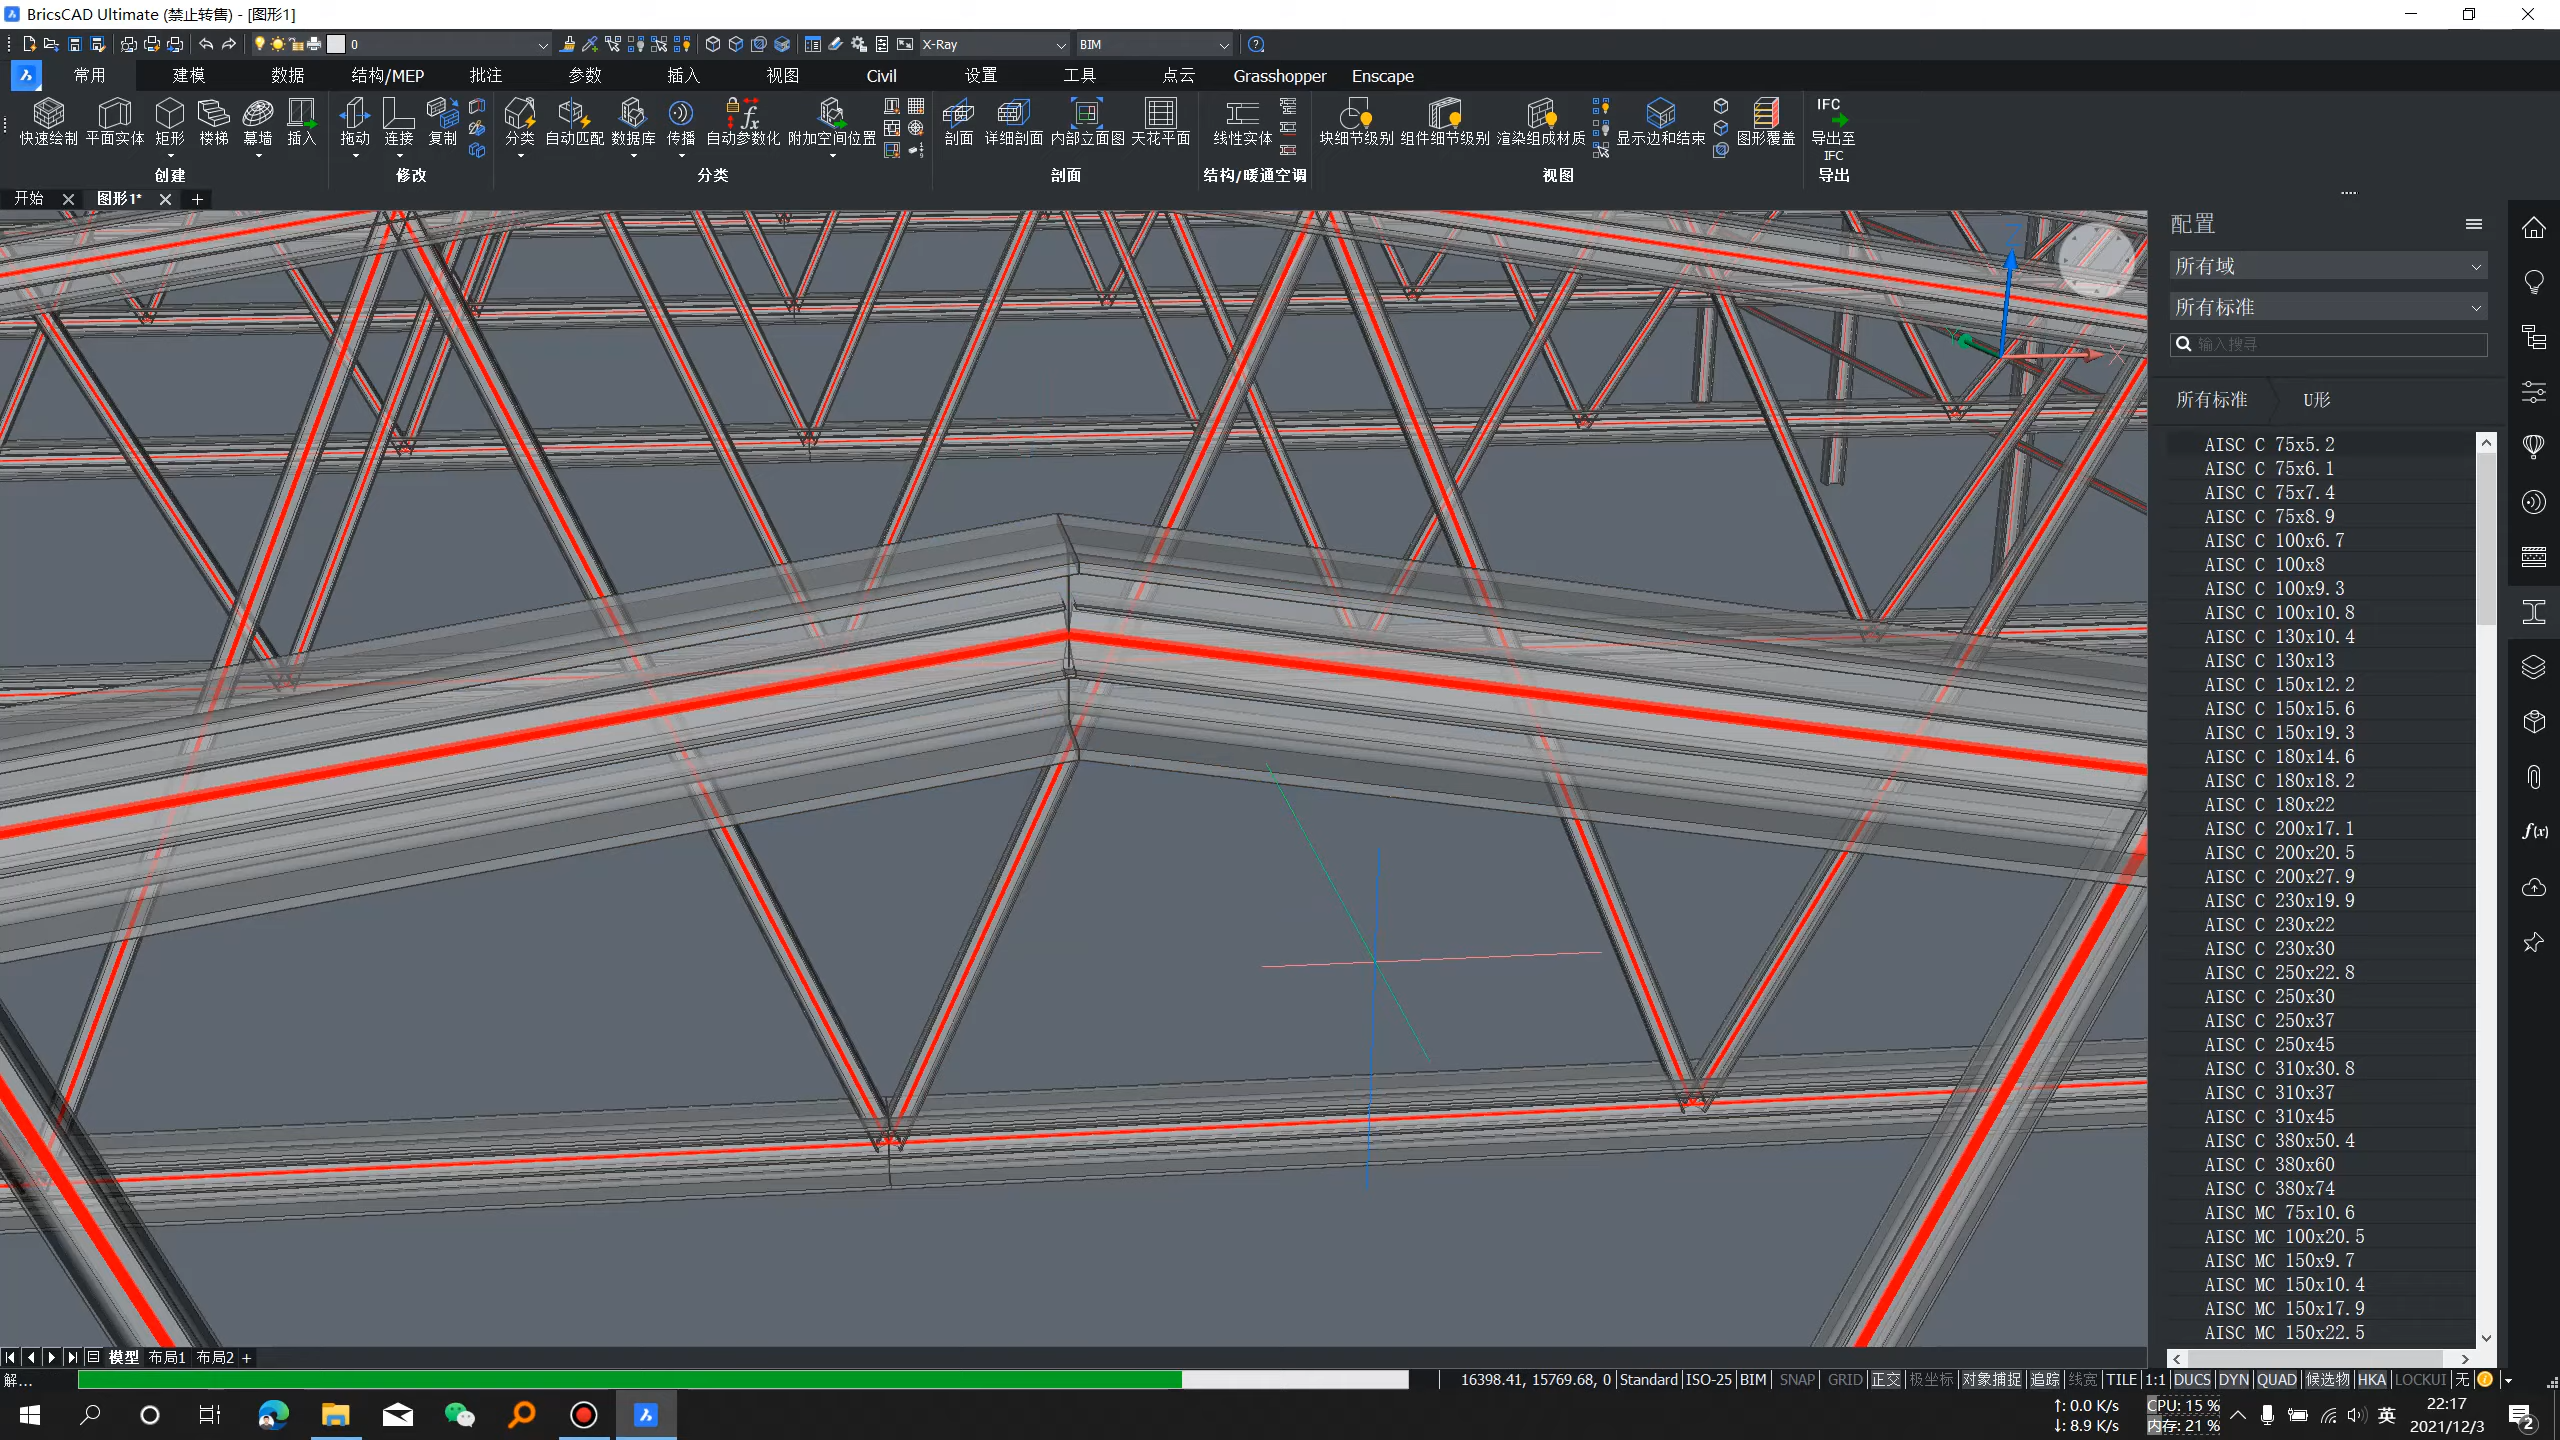 BricsCAD Ultimate (禁止转售) - [图形1]
0
X-Ray
BIM
常用
建模
数据
结构/MEP
批注
参数
插入
视图
Civil
设置
工具
点云
Grasshopper
Enscape
快速绘制
平面实体
矩形
楼梯
幕墙
插入
拖动
连接
复制
分类
自动匹配
数据库
传播
自动参数化
附加空间位置
剖面
详细剖面
内部立面图
天花平面
线性实体
块细节级别
组件细节级别
渲染组成材质
显示边和结束
图形覆盖
IFC
导出至
IFC
创建
修改
分类
剖面
结构/暖通空调
视图
导出
开始
图形1*
配置
所有域
所有标准
输入搜寻
所有标准
U形
AISC C 75x5.2
AISC C 75x6.1
AISC C 75x7.4
AISC C 75x8.9
AISC C 100x6.7
AISC C 100x8
AISC C 100x9.3
AISC C 100x10.8
AISC C 130x10.4
AISC C 130x13
AISC C 150x12.2
AISC C 150x15.6
AISC C 150x19.3
AISC C 180x14.6
AISC C 180x18.2
AISC C 180x22
AISC C 200x17.1
AISC C 200x20.5
AISC C 200x27.9
AISC C 230x19.9
AISC C 230x22
AISC C 230x30
AISC C 250x22.8
AISC C 250x30
AISC C 250x37
AISC C 250x45
AISC C 310x30.8
AISC C 310x37
AISC C 310x45
AISC C 380x50.4
AISC C 380x60
AISC C 380x74
AISC MC 75x10.6
AISC MC 100x20.5
AISC MC 150x9.7
AISC MC 150x10.4
AISC MC 150x17.9
AISC MC 150x22.5
X
模型 布局1 布局2 +
解...
16398.41, 15769.68, 0 Standard ISO-25 BIM SNAP GRID 正交 极坐标 对象捕捉 追踪 线宽 TILE 1:1 DUCS DYN QUAD 候选物 HKA LOCKUI 无
↑: 0.0 K/s
↓: 8.9 K/s
CPU: 15 %
内存: 21 %
英
22:17
2021/12/3
2